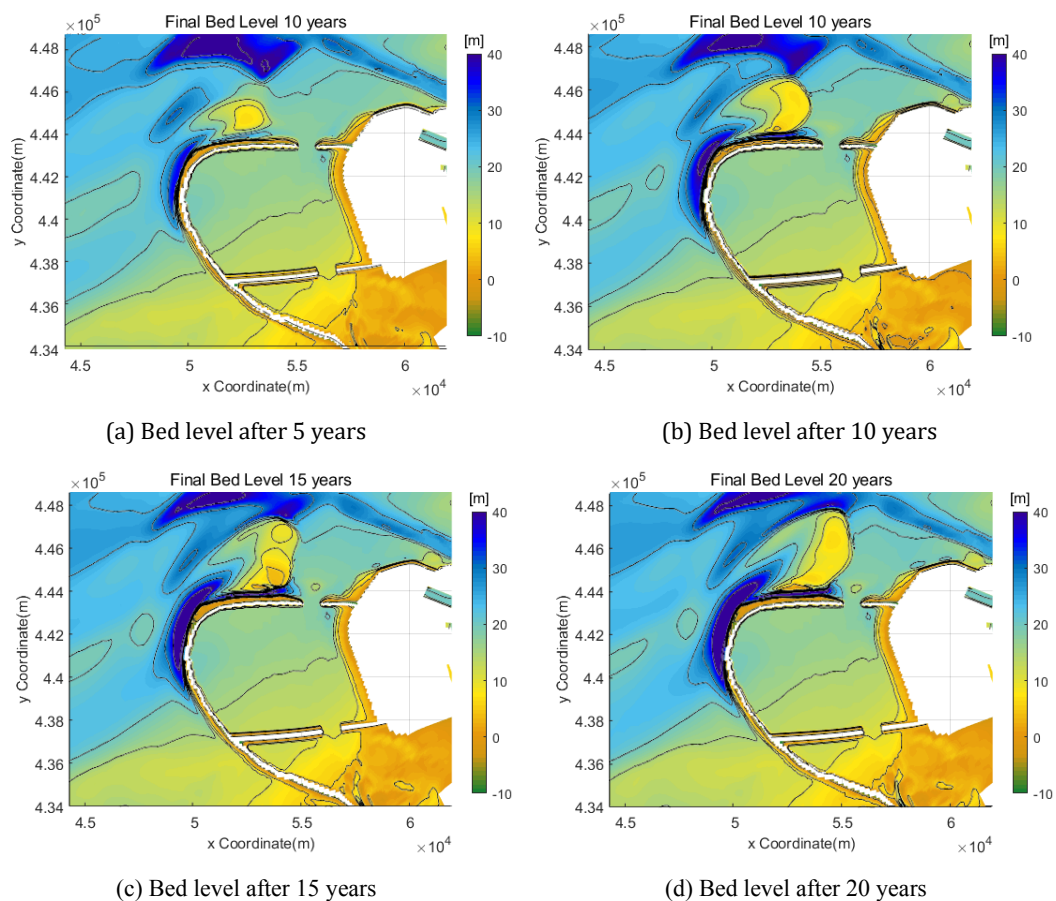 ×10⁵ Final Bed Level 10 years
[m]
4.48
4.46
4.44
4.42
4.4
4.38
4.36
4.34
y Coordinate(m)
4.5 5 5.5 6
x Coordinate(m)
×10⁴
40
30
20
10
0
-10
(a) Bed level after 5 years
×10⁵ Final Bed Level 10 years
[m]
4.48
4.46
4.44
4.42
4.4
4.38
4.36
4.34
y Coordinate(m)
4.5 5 5.5 6
x Coordinate(m)
×10⁴
40
30
20
10
0
-10
(b) Bed level after 10 years
×10⁵ Final Bed Level 15 years
[m]
4.48
4.46
4.44
4.42
4.4
4.38
4.36
4.34
y Coordinate(m)
4.5 5 5.5 6
x Coordinate(m)
×10⁴
40
30
20
10
0
-10
(c) Bed level after 15 years
×10⁵ Final Bed Level 20 years
[m]
4.48
4.46
4.44
4.42
4.4
4.38
4.36
4.34
y Coordinate(m)
4.5 5 5.5 6
x Coordinate(m)
×10⁴
40
30
20
10
0
-10
(d) Bed level after 20 years